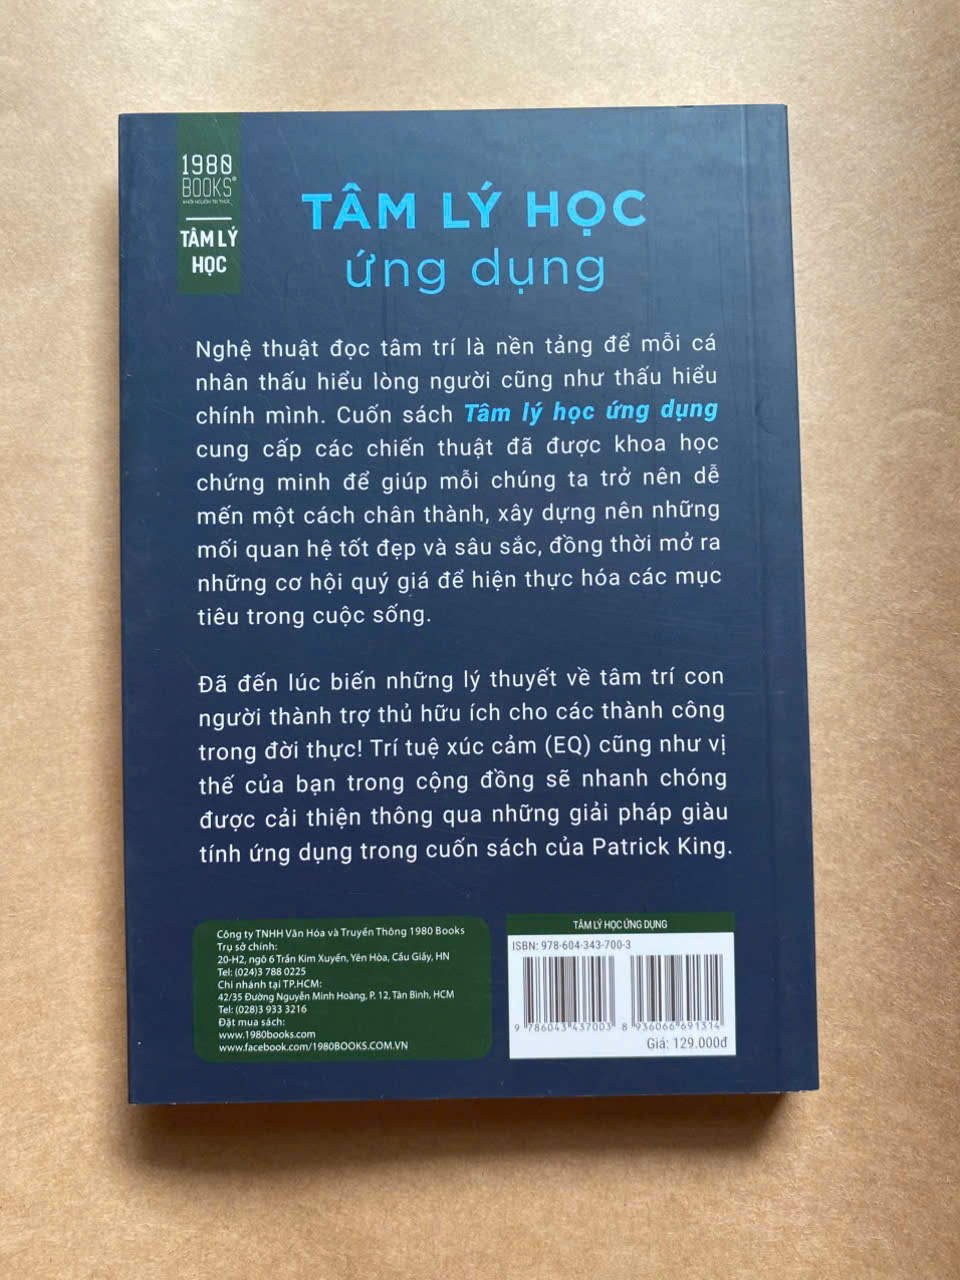 1980
BOOKS®
KHƠI NGUỒN TRI THỨC
TÂM LÝ
HỌC
TÂM LÝ HỌC
ứng dụng
Nghệ thuật đọc tâm trí là nền tảng để mỗi cá
nhân thấu hiểu lòng người cũng như thấu hiểu
chính mình. Cuốn sách Tâm lý học ứng dụng
cung cấp các chiến thuật đã được khoa học
chứng minh để giúp mỗi chúng ta trở nên dễ
mến một cách chân thành, xây dựng nên những
mối quan hệ tốt đẹp và sâu sắc, đồng thời mở ra
những cơ hội quý giá để hiện thực hóa các mục
tiêu trong cuộc sống.
Đã đến lúc biến những lý thuyết về tâm trí con
người thành trợ thủ hữu ích cho các thành công
trong đời thực! Trí tuệ xúc cảm (EQ) cũng như vị
thế của bạn trong cộng đồng sẽ nhanh chóng
được cải thiện thông qua những giải pháp giàu
tính ứng dụng trong cuốn sách của Patrick King.
Công ty TNHH Văn Hóa và Truyền Thông 1980 Books
Trụ sở chính:
20-H2, ngõ 6 Trần Kim Xuyến, Yên Hòa, Cầu Giấy, HN
Tel: (024)3 788 0225
Chi nhánh tại TP.HCM:
42/35 Đường Nguyễn Minh Hoàng, P. 12, Tân Bình, HCM
Tel: (028)3 933 3216
Đặt mua sách:
www.1980books.com
www.facebook.com/1980BOOKS.COM.VN
TÂM LÝ HỌC ỨNG DỤNG
ISBN: 978-604-343-700-3
9 786043 437003
8 936066 691314
Giá: 129.000đ